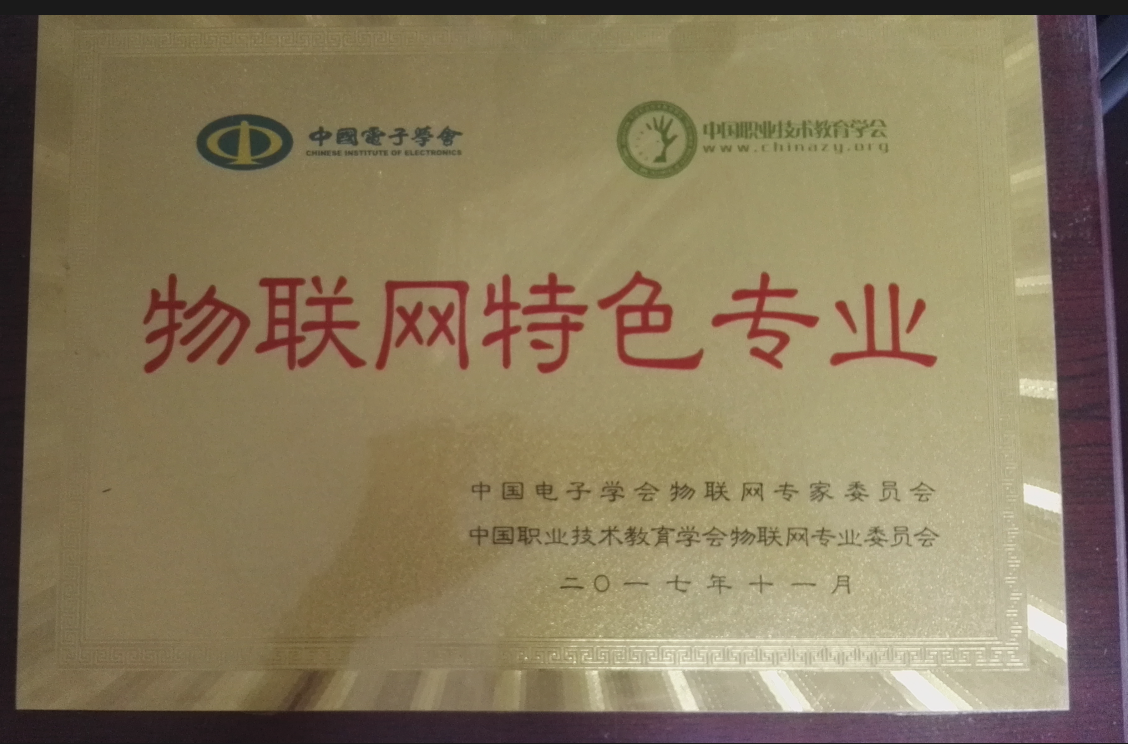 中國電子學會
CHINESE INSTITUTE OF ELECTRONICS
中国职业技术教育学会
www.chinazy.org
物联网特色专业
中国电子学会物联网专家委员会
中国职业技术教育学会物联网专业委员会
二〇一七年十一月